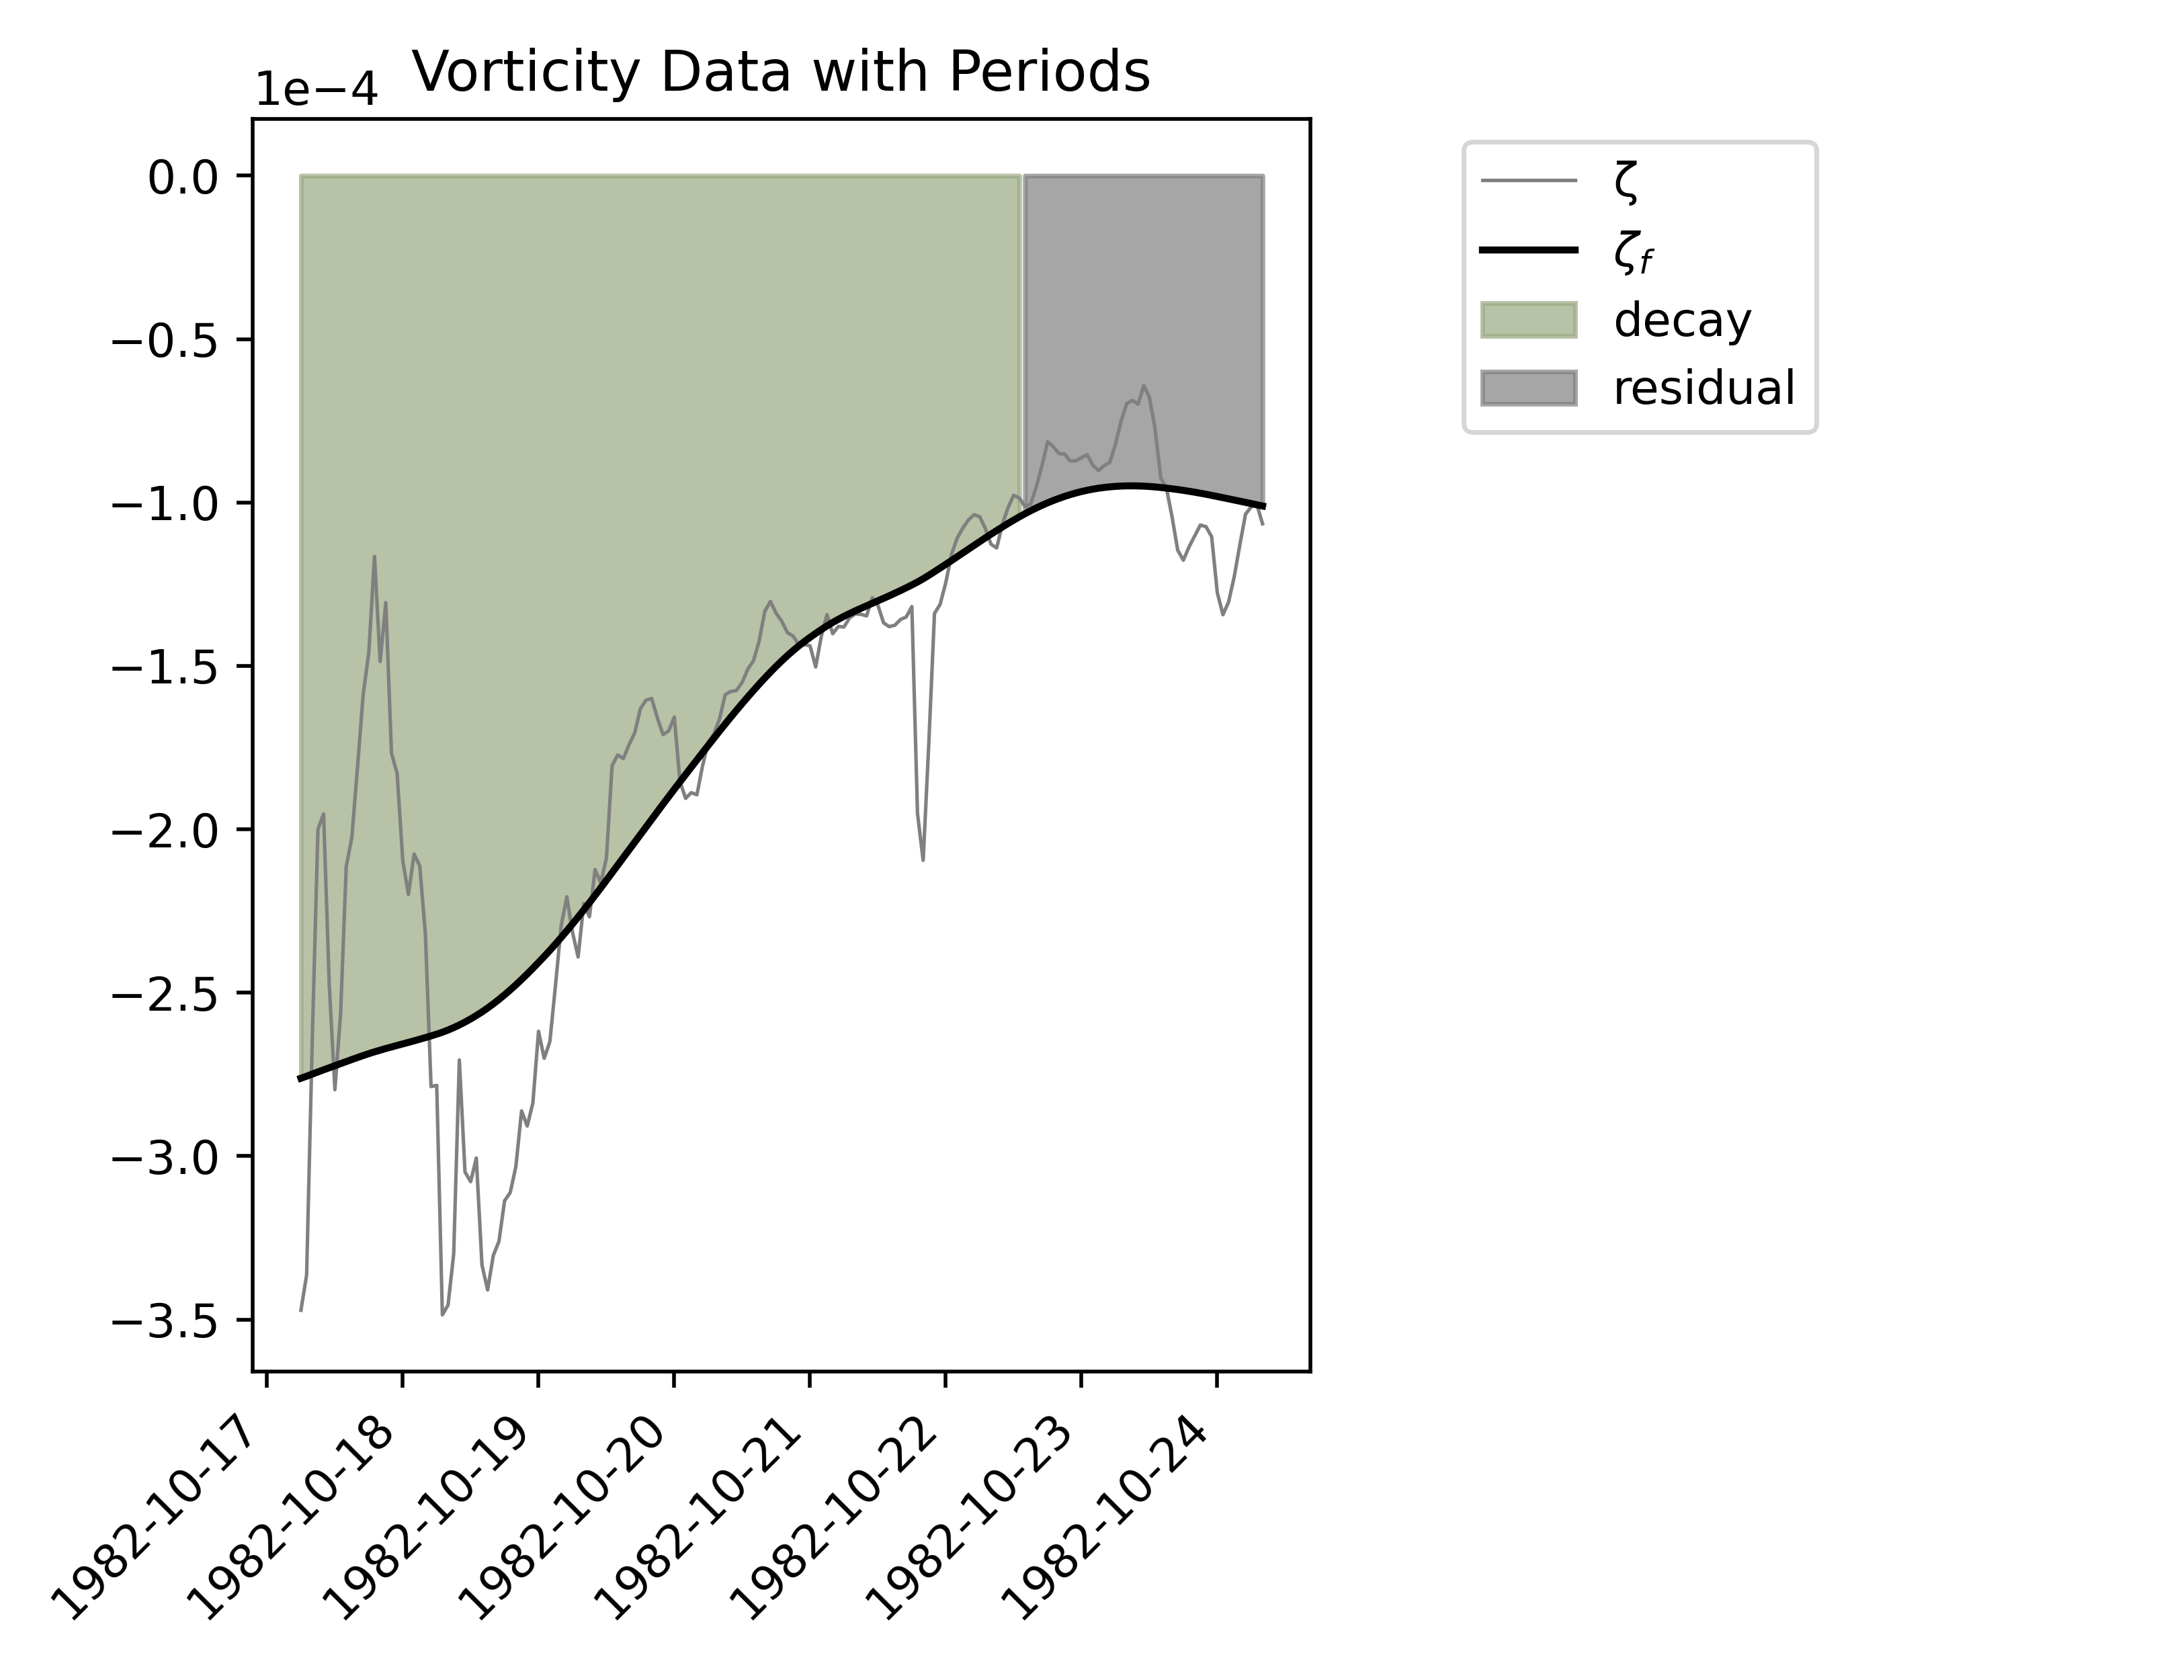 Vorticity Data with Periods
1e−4
0.0
−0.5
−1.0
−1.5
−2.0
−2.5
−3.0
−3.5
1982-10-17
1982-10-18
1982-10-19
1982-10-20
1982-10-21
1982-10-22
1982-10-23
1982-10-24
ζ
ζf
decay
residual